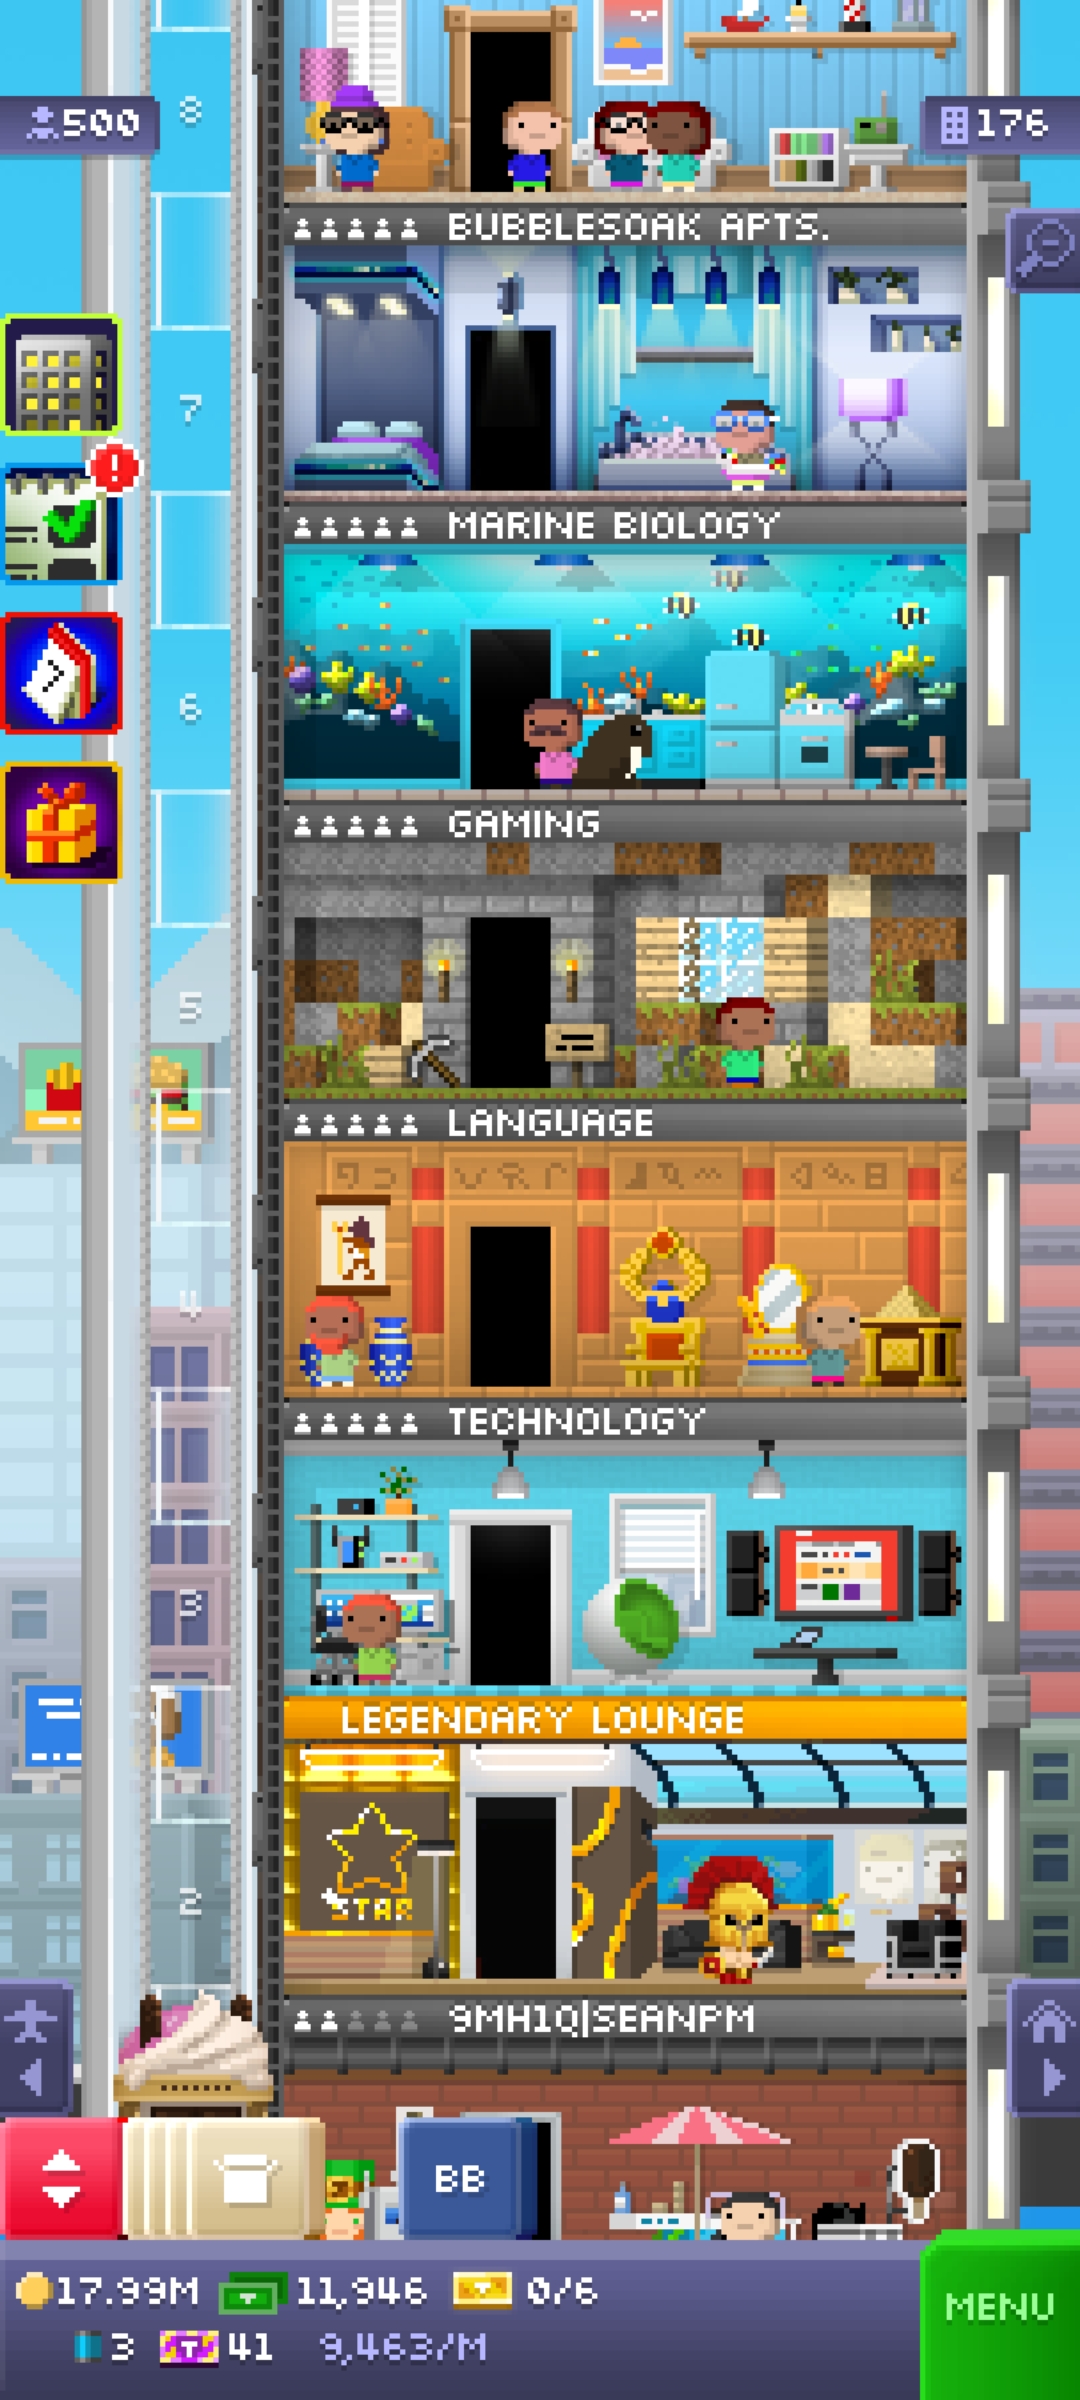 8
500
176
BUBBLESOAK APTS.
7
MARINE BIOLOGY
6
GAMING
5
LANGUAGE
4
TECHNOLOGY
3
LEGENDARY LOUNGE
STAR
2
9MH1Q|SEANPM
BB
17.99M 11,946 0/6
3 41 9,463/M
MENU